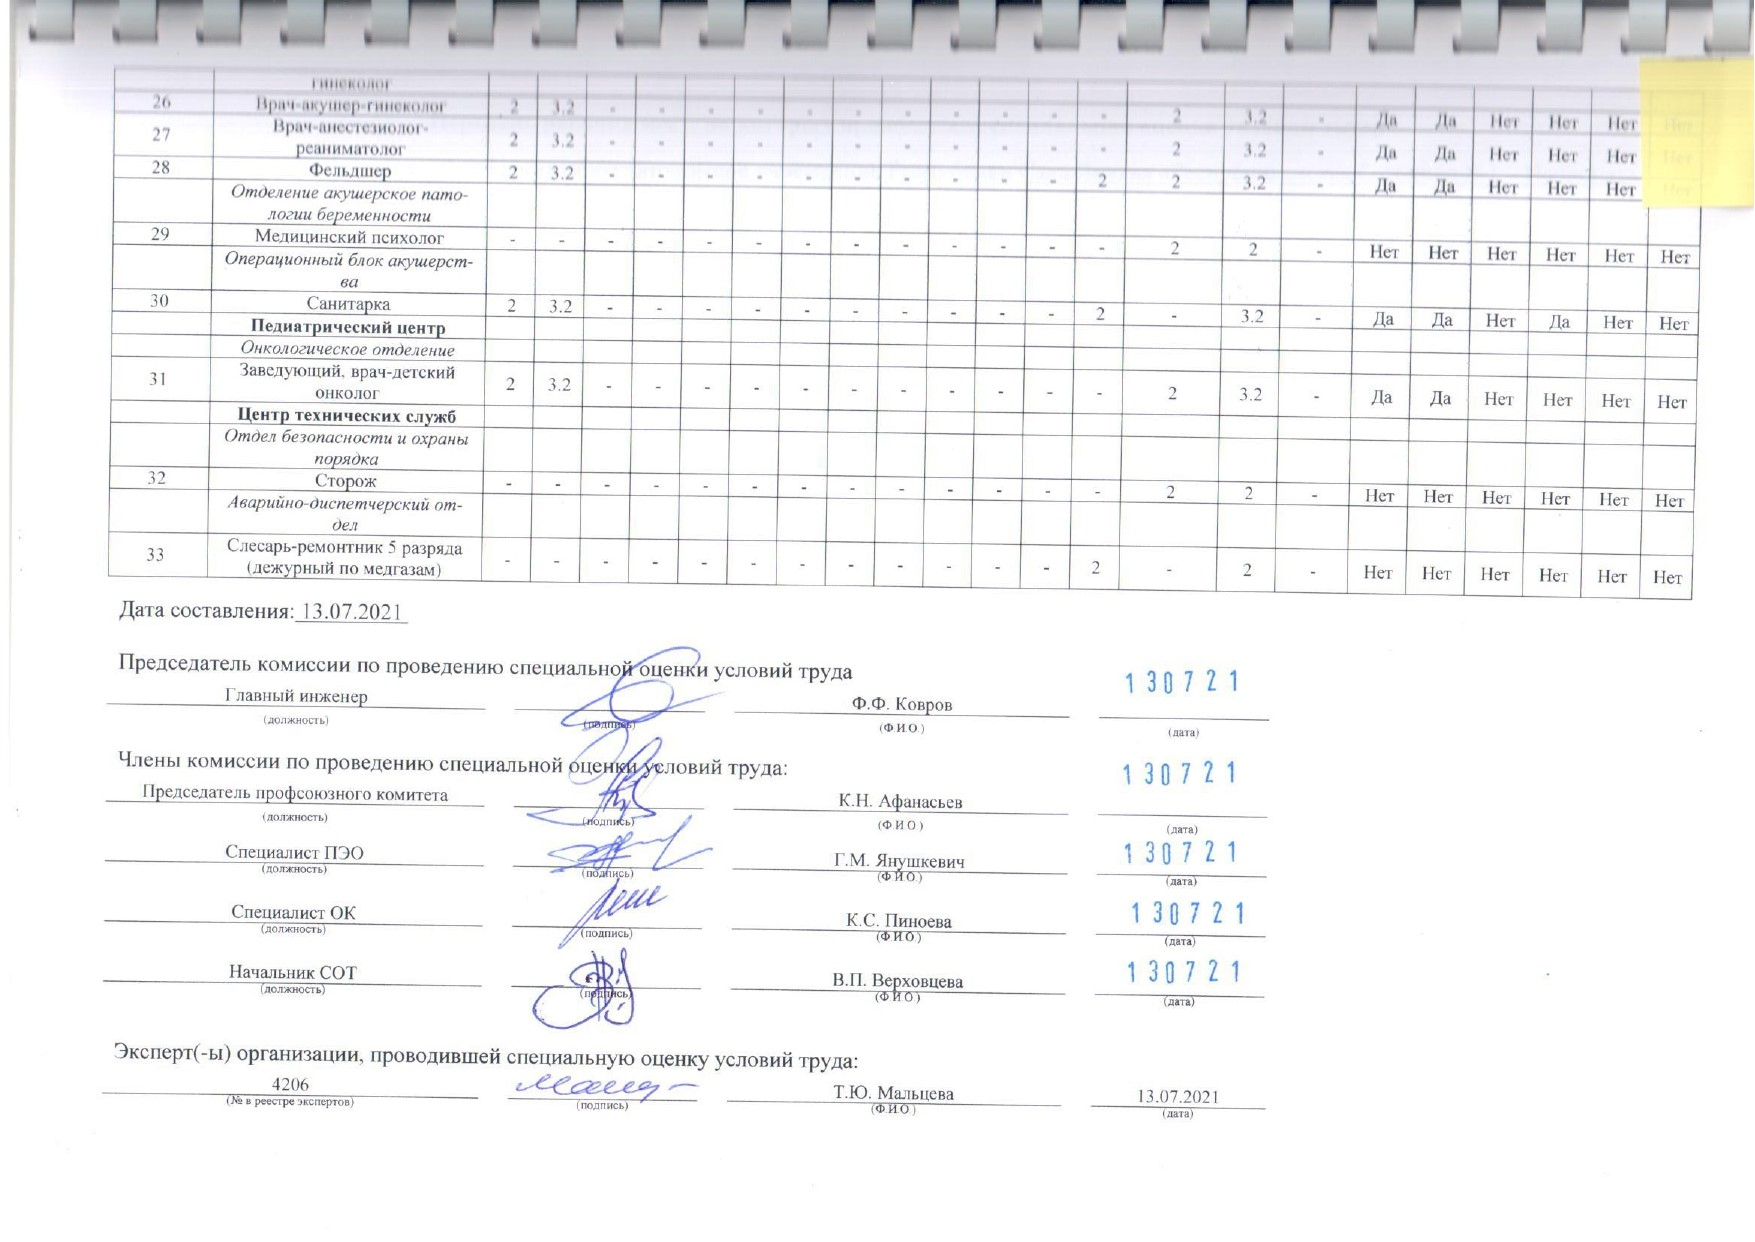 гинеколог
26 Врач-акушер-гинеколог 2 3.2 - - - - - - - - - - - 2 3.2 - Да Да Нет Нет Нет Нет
27 Врач-анестезиолог-
реаниматолог 2 3.2 - - - - - - - - - - - 2 3.2 - Да Да Нет Нет Нет
28 Фельдшер 2 3.2 - - - - - - - - - - 2 2 3.2 - Да Да Нет Нет Нет
Отделение акушерское пато-
логии беременности
29 Медицинский психолог - - - - - - - - - - - - - 2 2 - Нет Нет Нет Нет Нет Нет
Операционный блок акушерст-
ва
30 Санитарка 2 3.2 - - - - - - - - - - 2 - 3.2 - Да Да Нет Да Нет Нет
Педиатрический центр
Онкологическое отделение
31 Заведующий, врач-детский
онколог 2 3.2 - - - - - - - - - - - 2 3.2 - Да Да Нет Нет Нет Нет
Центр технических служб
Отдел безопасности и охраны
порядка
32 Сторож - - - - - - - - - - - - - 2 2 - Нет Нет Нет Нет Нет Нет
Аварийно-диспетчерский от-
дел
33 Слесарь-ремонтник 5 разряда
(дежурный по медгазам) - - - - - - - - - - - - 2 - 2 - Нет Нет Нет Нет Нет Нет
Дата составления: 13.07.2021
Председатель комиссии по проведению специальной оценки условий труда
Главный инженер Ф.Ф. Ковров 130721
(должность) (подпись) (Ф.И.О.) (дата)
Члены комиссии по проведению специальной оценки условий труда:
Председатель профсоюзного комитета К.Н. Афанасьев 130721
(должность) (подпись) (Ф.И.О.) (дата)
Специалист ПЭО Г.М. Янушкевич 130721
(должность) (подпись) (Ф.И.О.) (дата)
Специалист ОК К.С. Пиноева 130721
(должность) (подпись) (Ф.И.О.) (дата)
Начальник СОТ В.П. Верховцева 130721
(должность) (подпись) (Ф.И.О.) (дата)
Эксперт(-ы) организации, проводившей специальную оценку условий труда:
4206 Т.Ю. Мальцева 13.07.2021
(№ в реестре экспертов) (подпись) (Ф.И.О.) (дата)